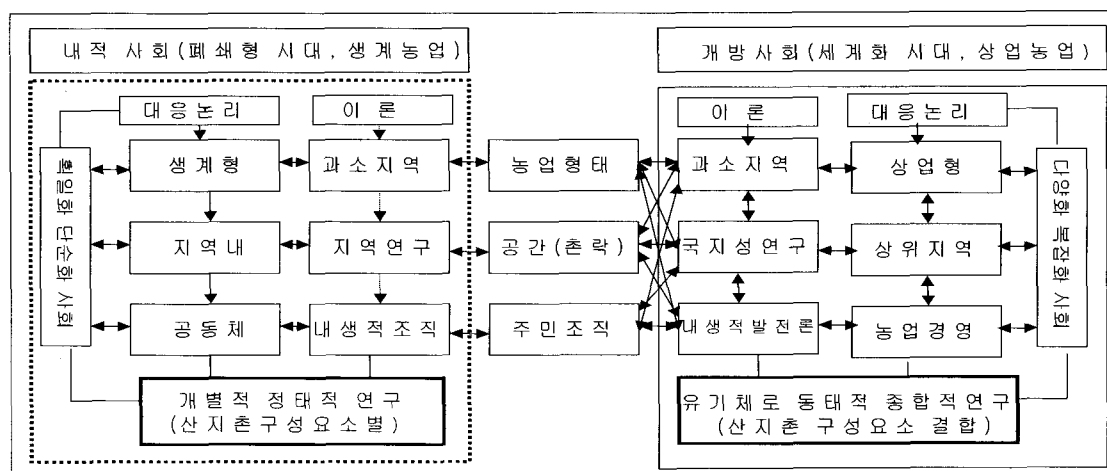 내적 사회(폐쇄형 시대, 생계농업)
개방사회(세계화 시대, 상업농업)
대응논리
이론
이론
대응논리
획일화 단순화 사회
생계형
과소지역
농업형태
과소지역
상업형
다양화 복잡화 사회
지역내
지역연구
공간(촌락)
국지성연구
상위지역
공동체
내생적조직
주민조직
내생적발전론
농업경영
개별적 정태적 연구
(산지촌구성요소별)
유기체로 동태적 종합적연구
(산지촌 구성요소 결합)